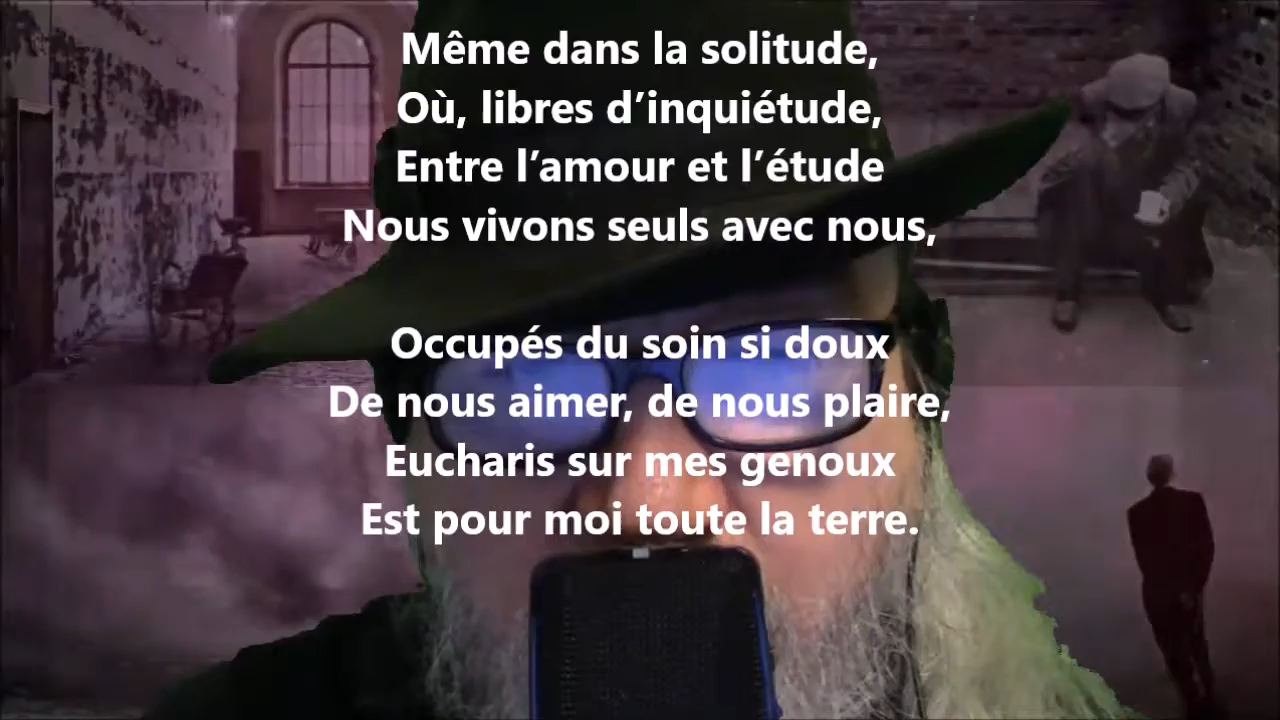 Même dans la solitude,
Où, libres d’inquiétude,
Entre l’amour et l’étude
Nous vivons seuls avec nous,
Occupés du soin si doux
De nous aimer, de nous plaire,
Eucharis sur mes genoux
Est pour moi toute la terre.